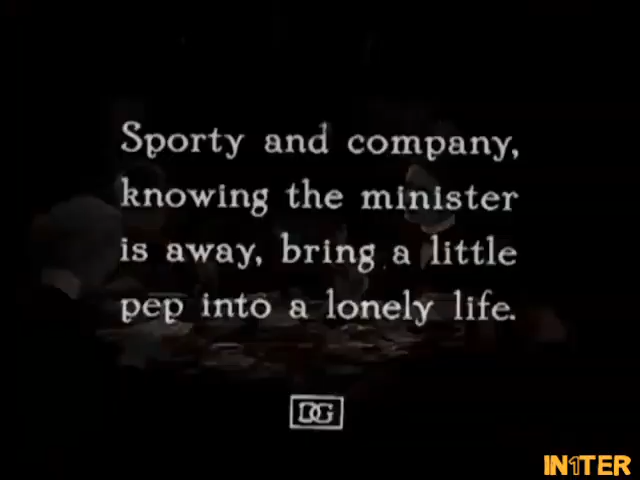 Sporty and company,
knowing the minister
is away, bring a little
pep into a lonely life.
DG
IN1TER